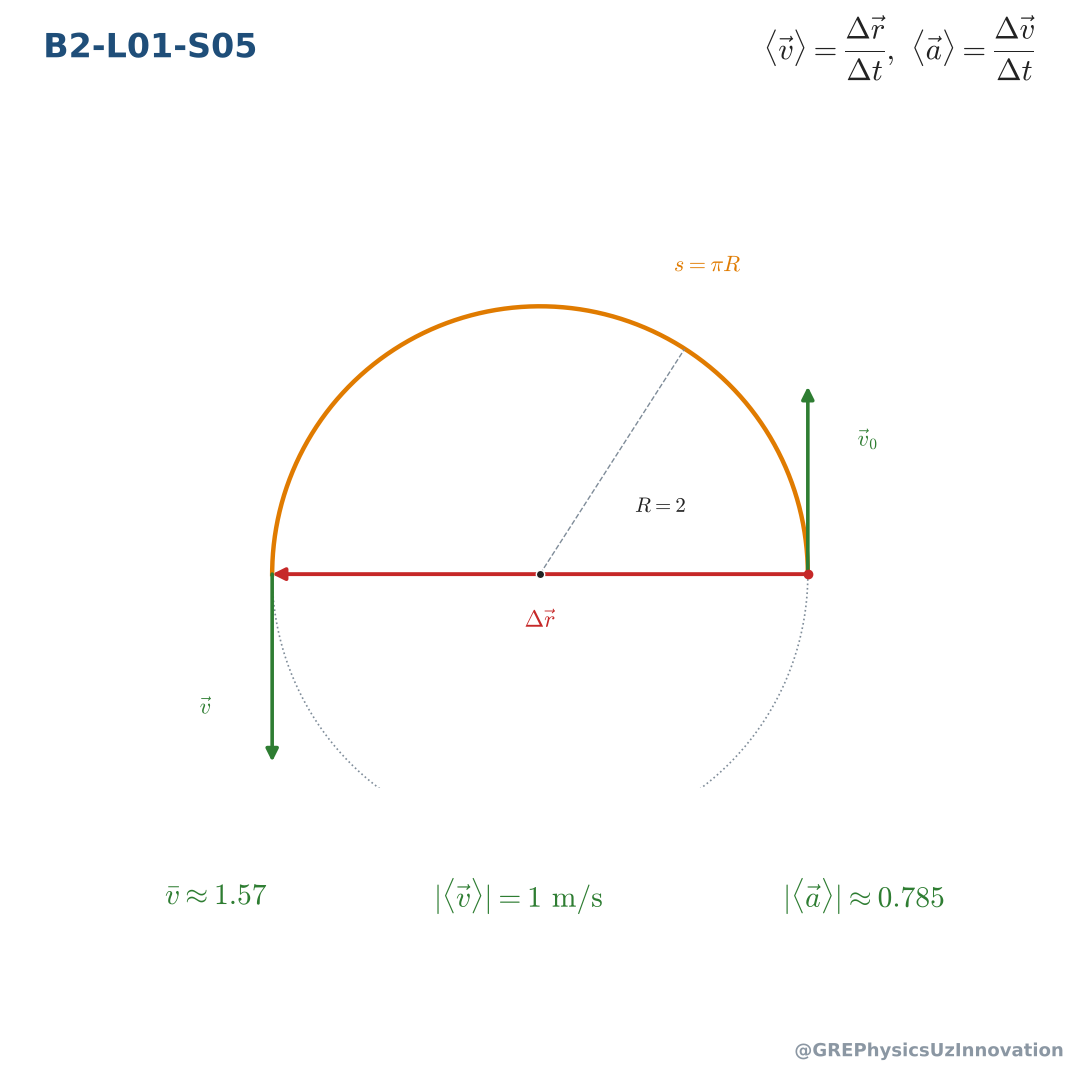 B2-L01-S05
⟨v⃗⟩ = Δr⃗/Δt, ⟨a⃗⟩ = Δv⃗/Δt
s = πR
v⃗₀
R = 2
Δr⃗
v⃗
v̄ ≈ 1.57
|⟨v⃗⟩| = 1 m/s
|⟨a⃗⟩| ≈ 0.785
@GREPhysicsUzInnovation